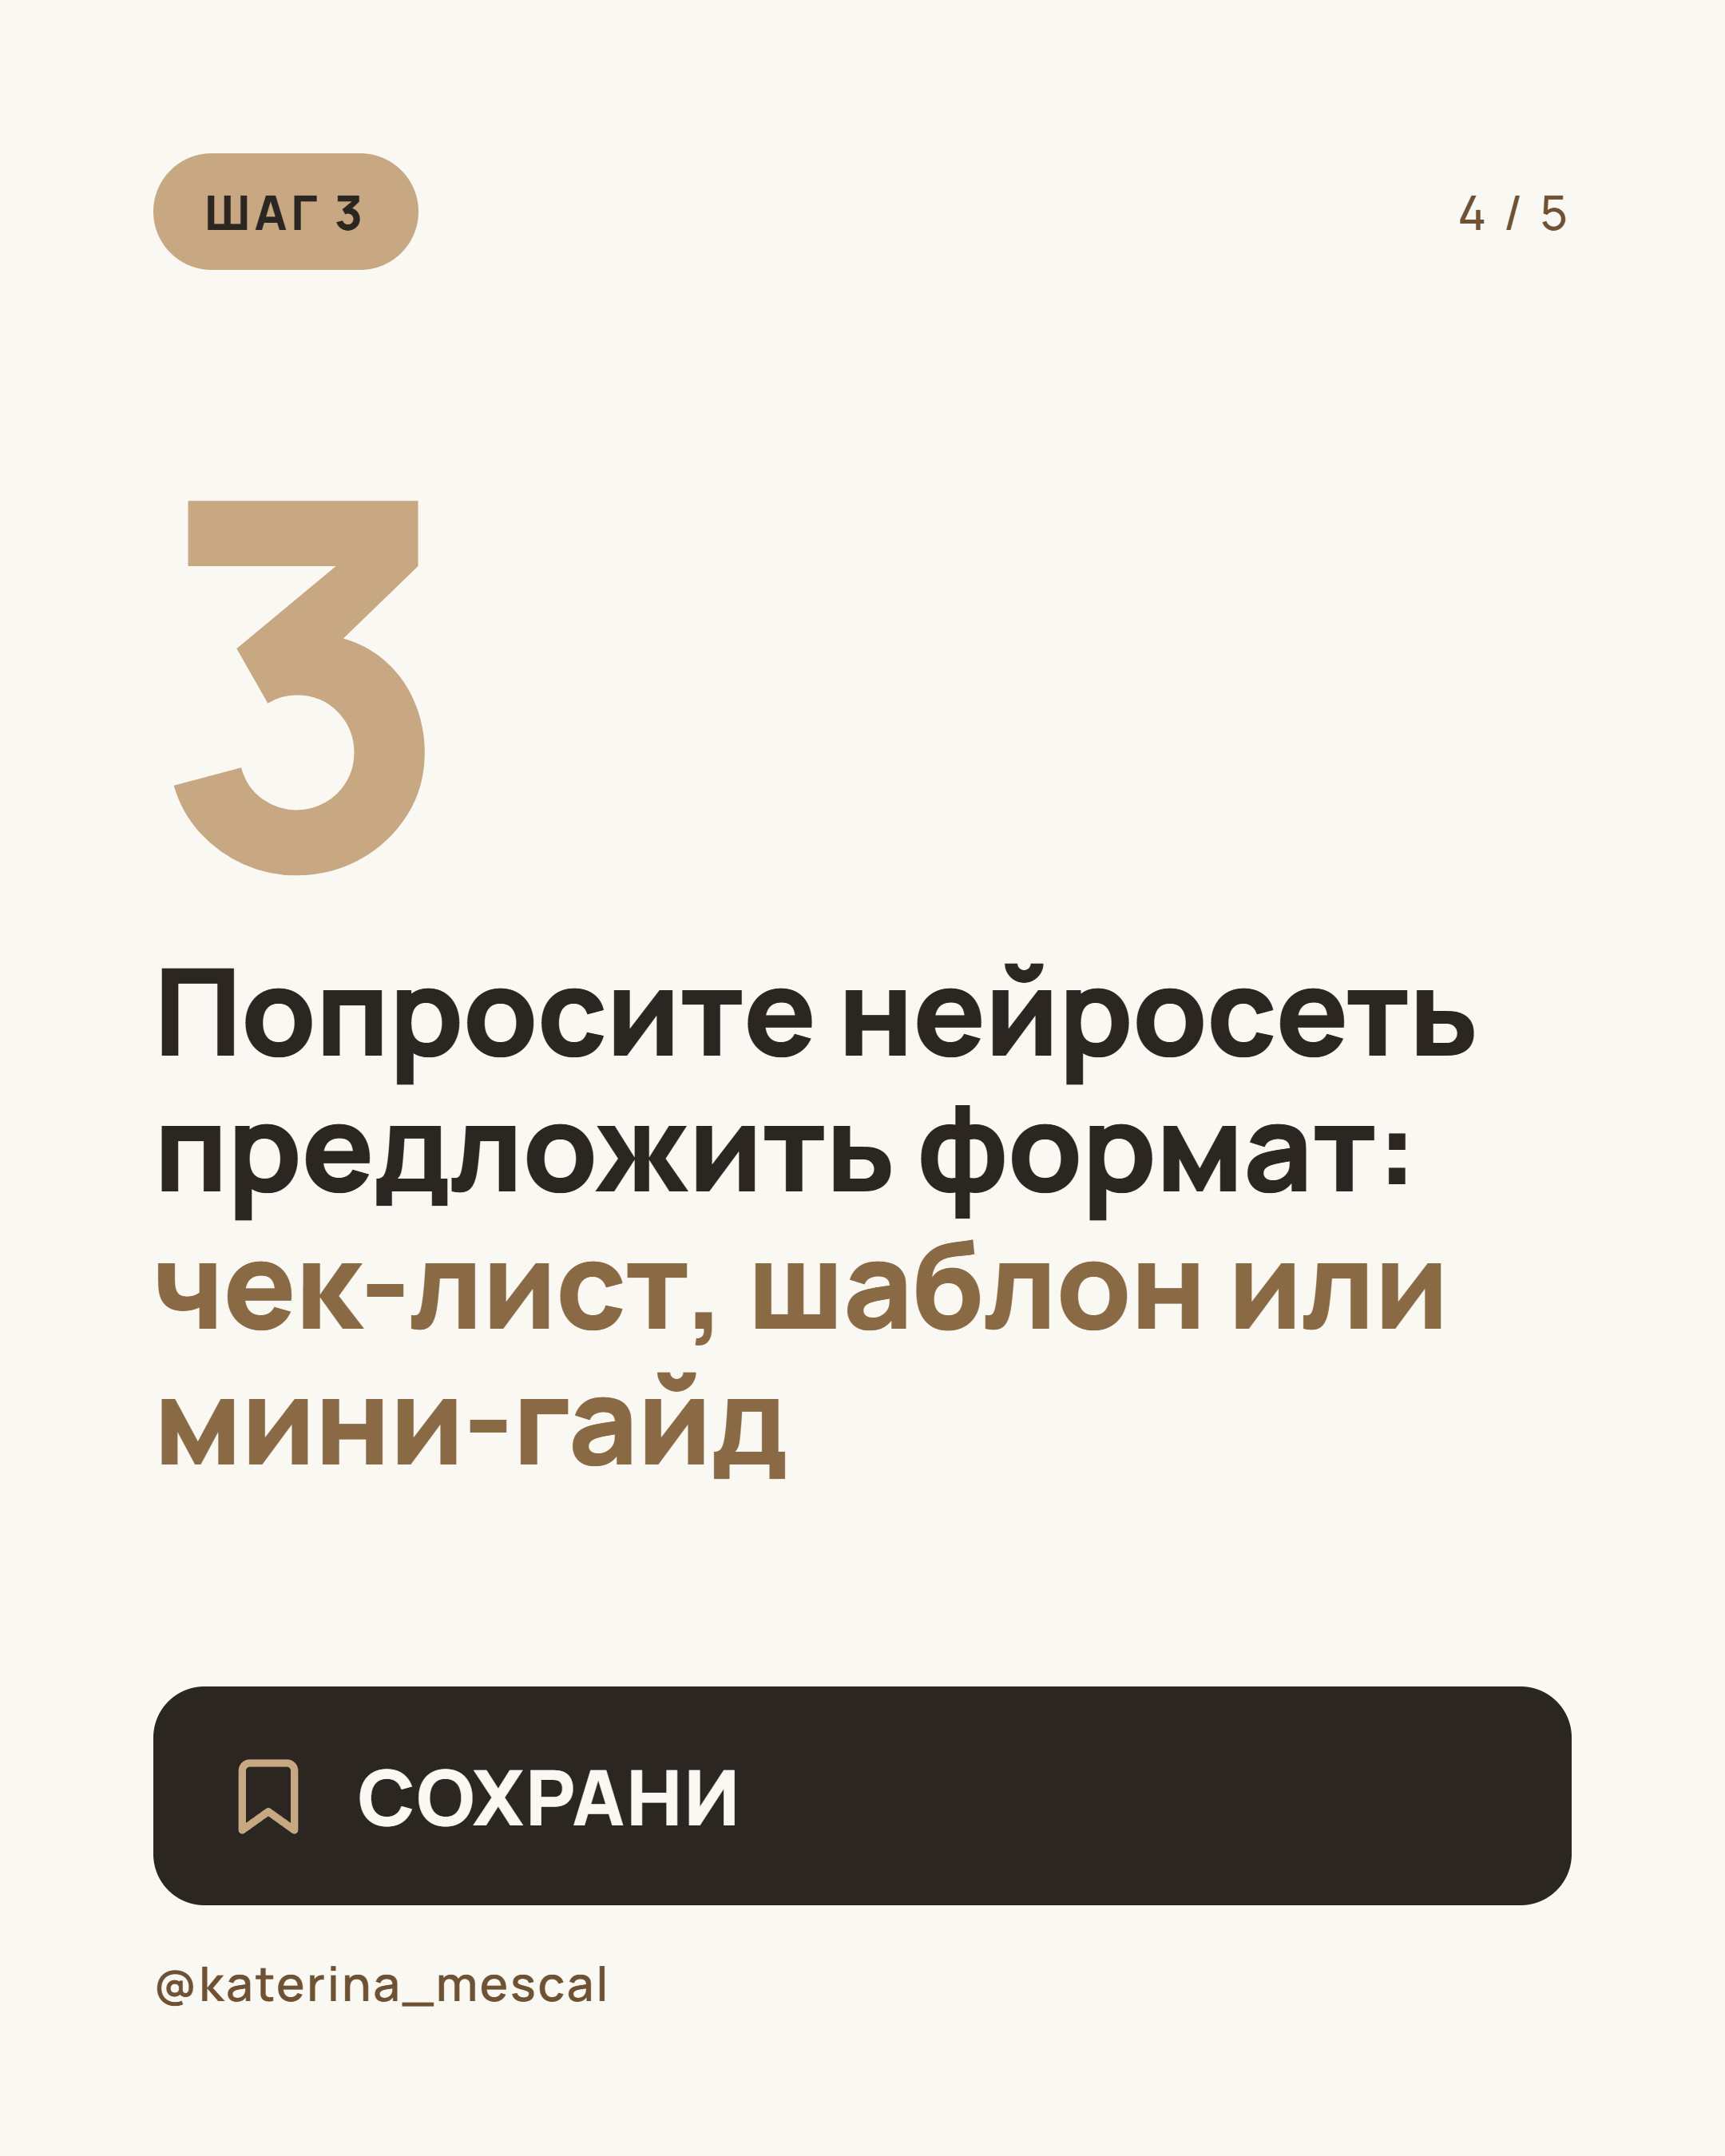 ШАГ 3
4 / 5
3
Попросите нейросеть
предложить формат:
чек-лист, шаблон или
мини-гайд
СОХРАНИ
@katerina_mescal